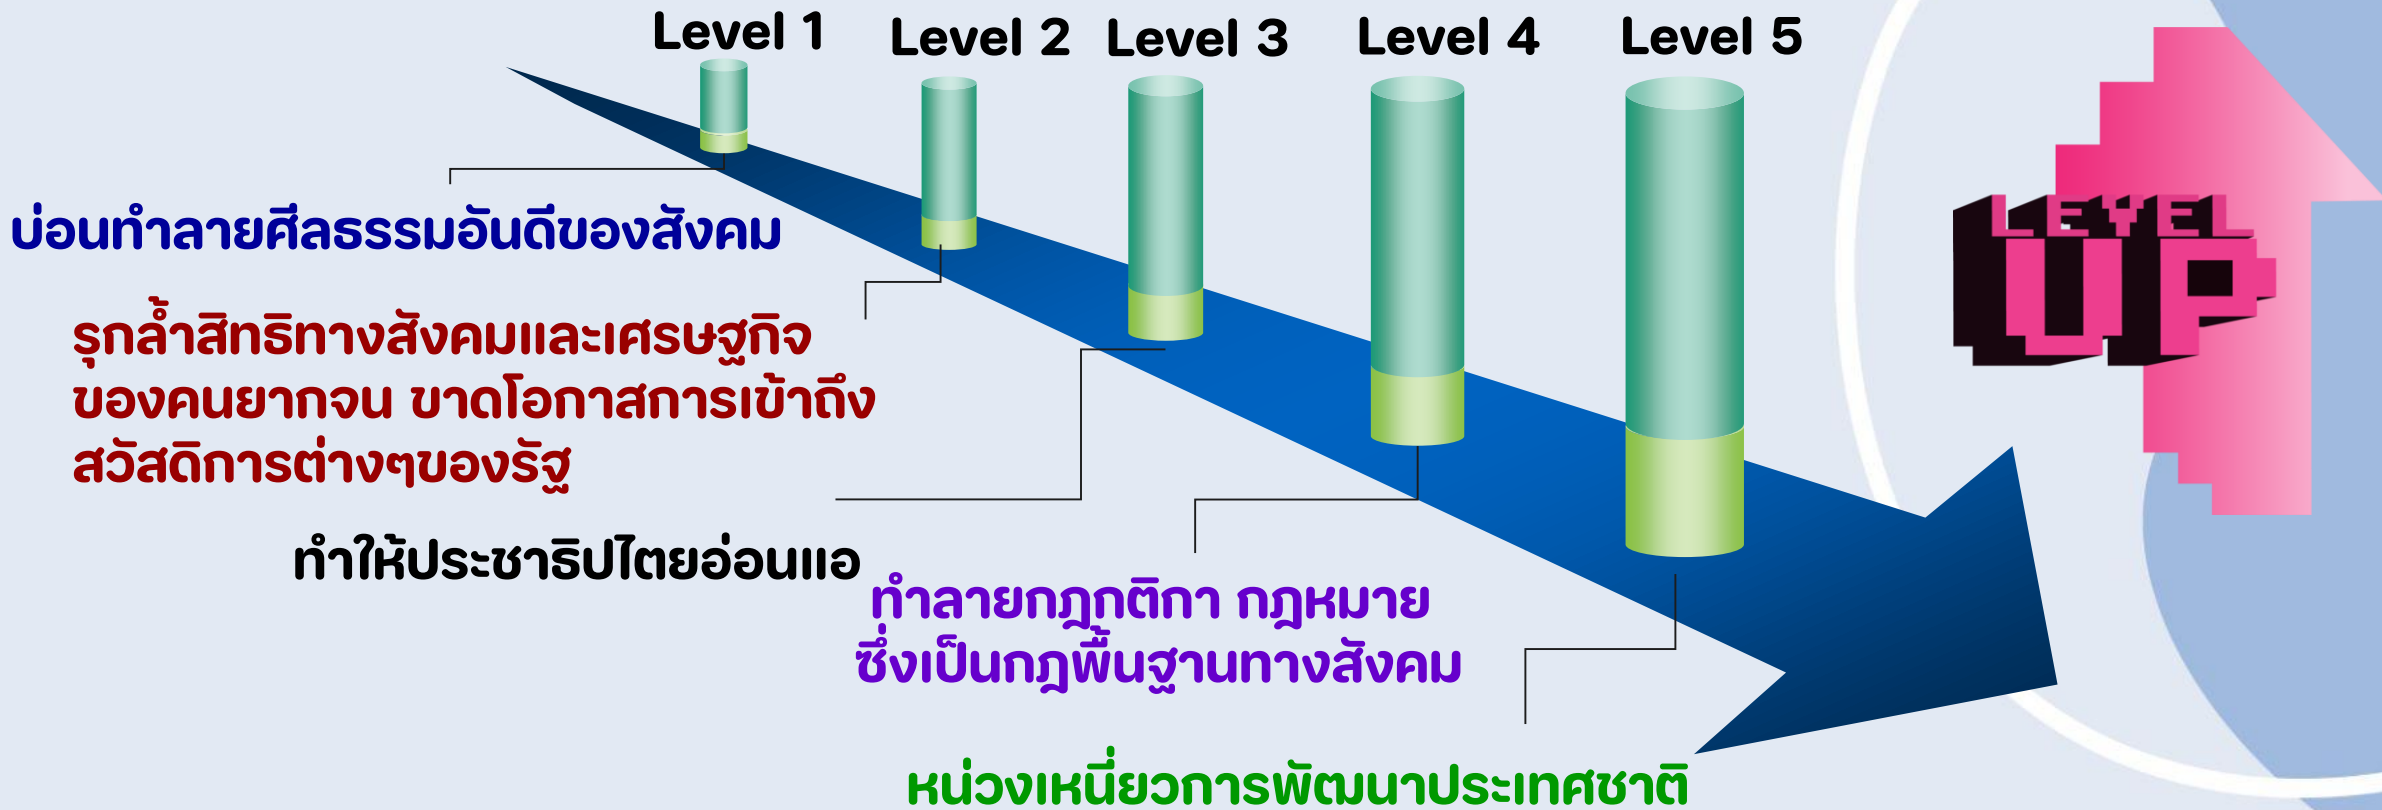 Level 1
Level 2
Level 3
Level 4
Level 5
LEVEL
UP
บ่อนทำลายศีลธรรมอันดีของสังคม
รุกล้ำสิทธิทางสังคมและเศรษฐกิจ
ของคนยากจน ขาดโอกาสการเข้าถึง
สวัสดิการต่างๆของรัฐ
ทำให้ประชาธิปไตยอ่อนแอ
ทำลายกฎกติกา กฎหมาย
ซึ่งเป็นกฎพื้นฐานทางสังคม
หน่วงเหนี่ยวการพัฒนาประเทศชาติ